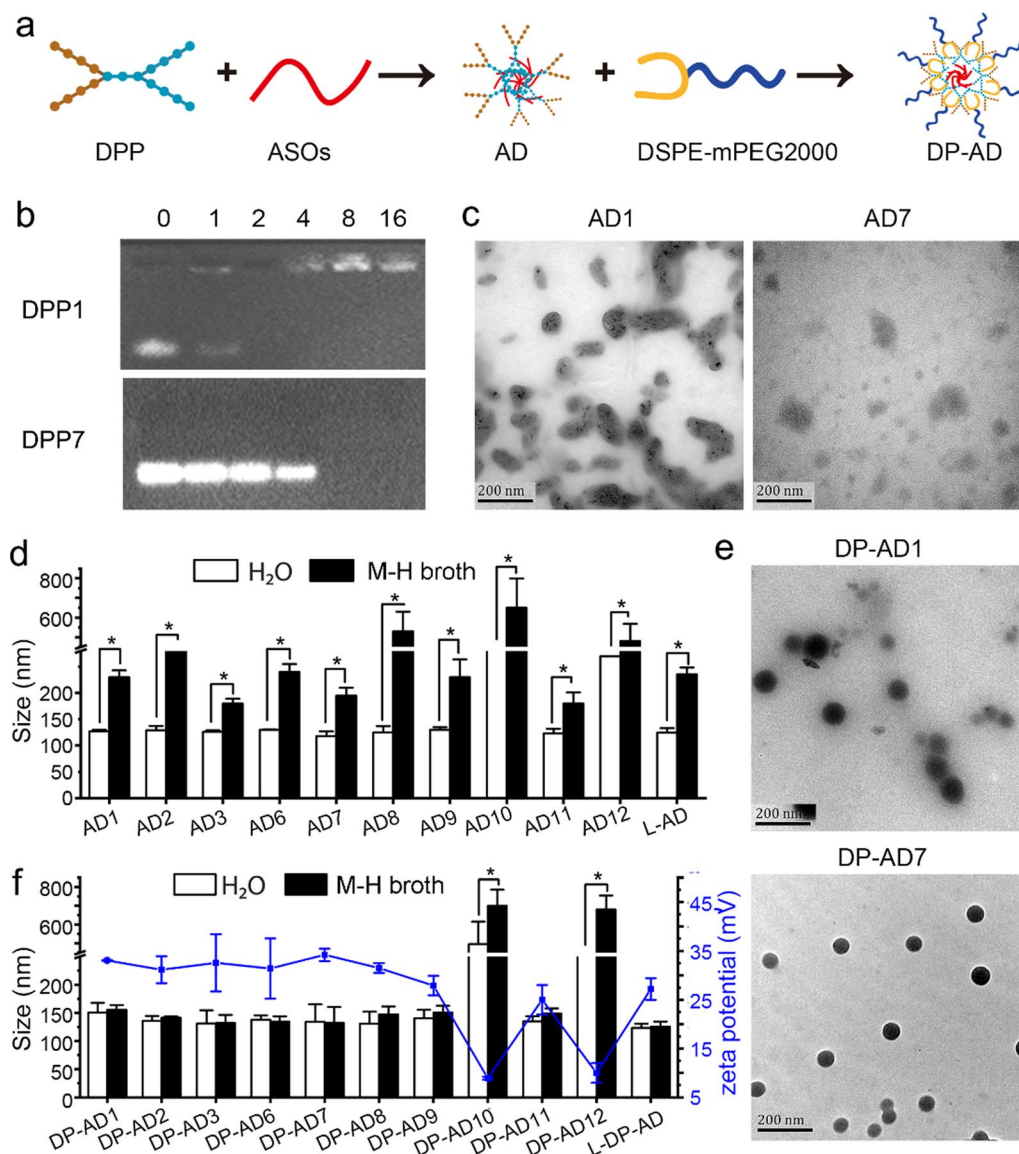 a
+
+
DPP
ASOs
AD
DSPE-mPEG2000
DP-AD
b
0 1 2 4 8 16
DPP1
DPP7
c
AD1
AD7
200 nm
200 nm
d
H₂O
M-H broth
Size (nm)
800
600
400
200
150
100
50
0
* * * * * * * * * * *
AD1
AD2
AD3
AD6
AD7
AD8
AD9
AD10
AD11
AD12
L-AD
e
DP-AD1
200 nm
DP-AD7
200 nm
f
H₂O
M-H broth
Size (nm)
800
600
400
200
150
100
50
0
* *
zeta potential (mV)
45
35
25
15
5
DP-AD1
DP-AD2
DP-AD3
DP-AD6
DP-AD7
DP-AD8
DP-AD9
DP-AD10
DP-AD11
DP-AD12
L-DP-AD